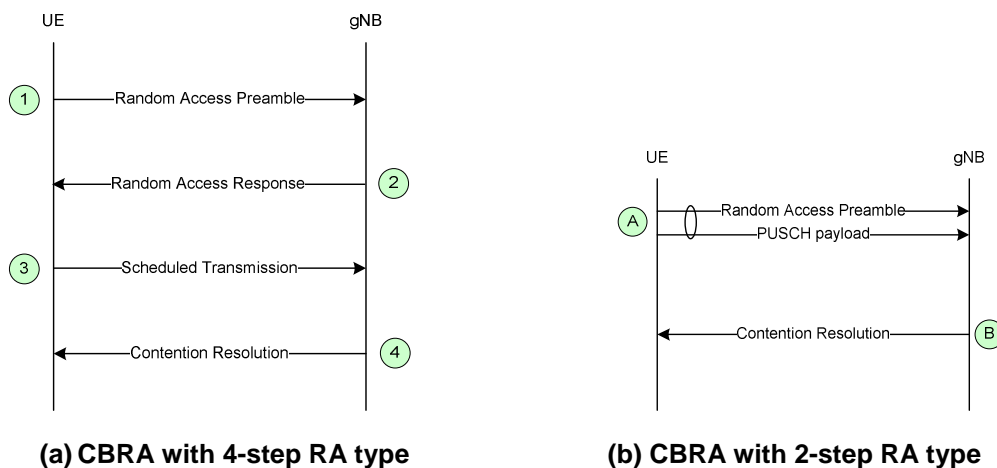 UE
gNB
1
Random Access Preamble
Random Access Response
2
3
Scheduled Transmission
Contention Resolution
4
(a) CBRA with 4-step RA type
UE
gNB
A
Random Access Preamble
PUSCH payload
Contention Resolution
B
(b) CBRA with 2-step RA type